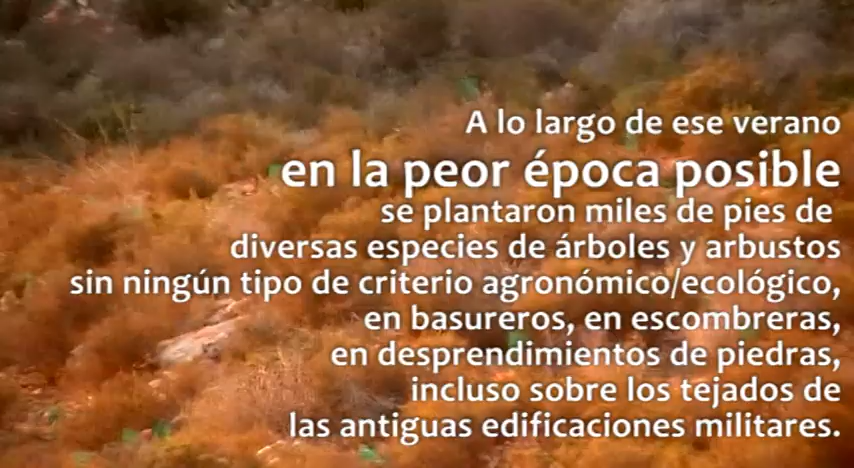 A lo largo de ese verano
en la peor época posible
se plantaron miles de pies de
diversas especies de árboles y arbustos
sin ningún tipo de criterio agronómico/ecológico,
en basureros, en escombreras,
en desprendimientos de piedras,
incluso sobre los tejados de
las antiguas edificaciones militares.